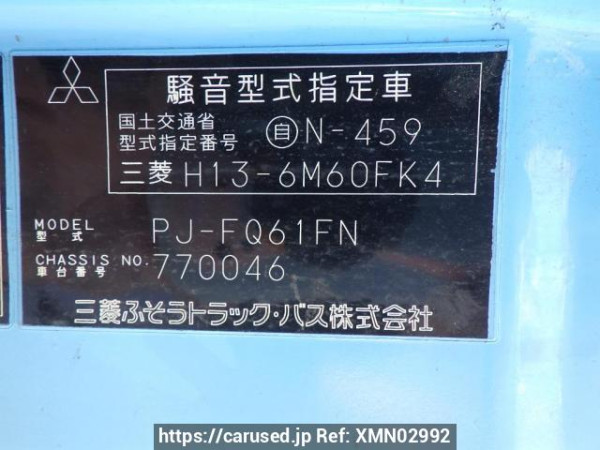 騒音型式指定車
国土交通省
型式指定番号 自N-459
三菱 H13-6M60FK4
MODEL
型式 PJ-FQ61FN
CHASSIS NO.
車台番号 770046
三菱ふそうトラック・バス株式会社
https://carused.jp Ref: XMN02992